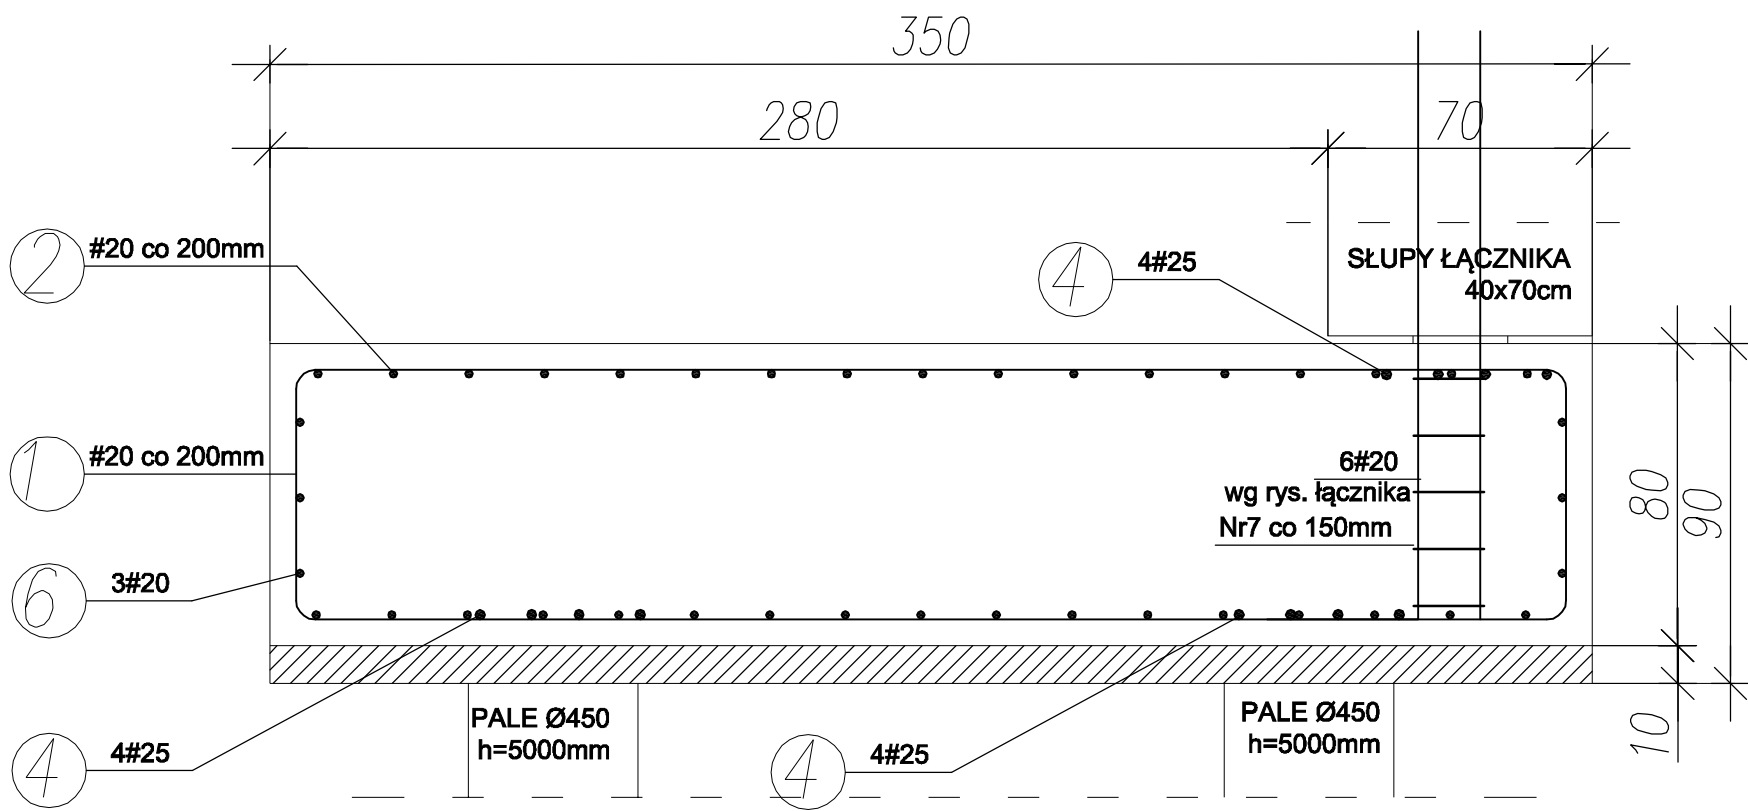 350
280
70
2
#20 co 200mm
4
4#25
SŁUPY ŁĄCZNIKA
40x70cm
1
#20 co 200mm
6#20
wg rys. łącznika
Nr7 co 150mm
80
90
6
3#20
10
PALE Ø450
h=5000mm
PALE Ø450
h=5000mm
4
4#25
4
4#25